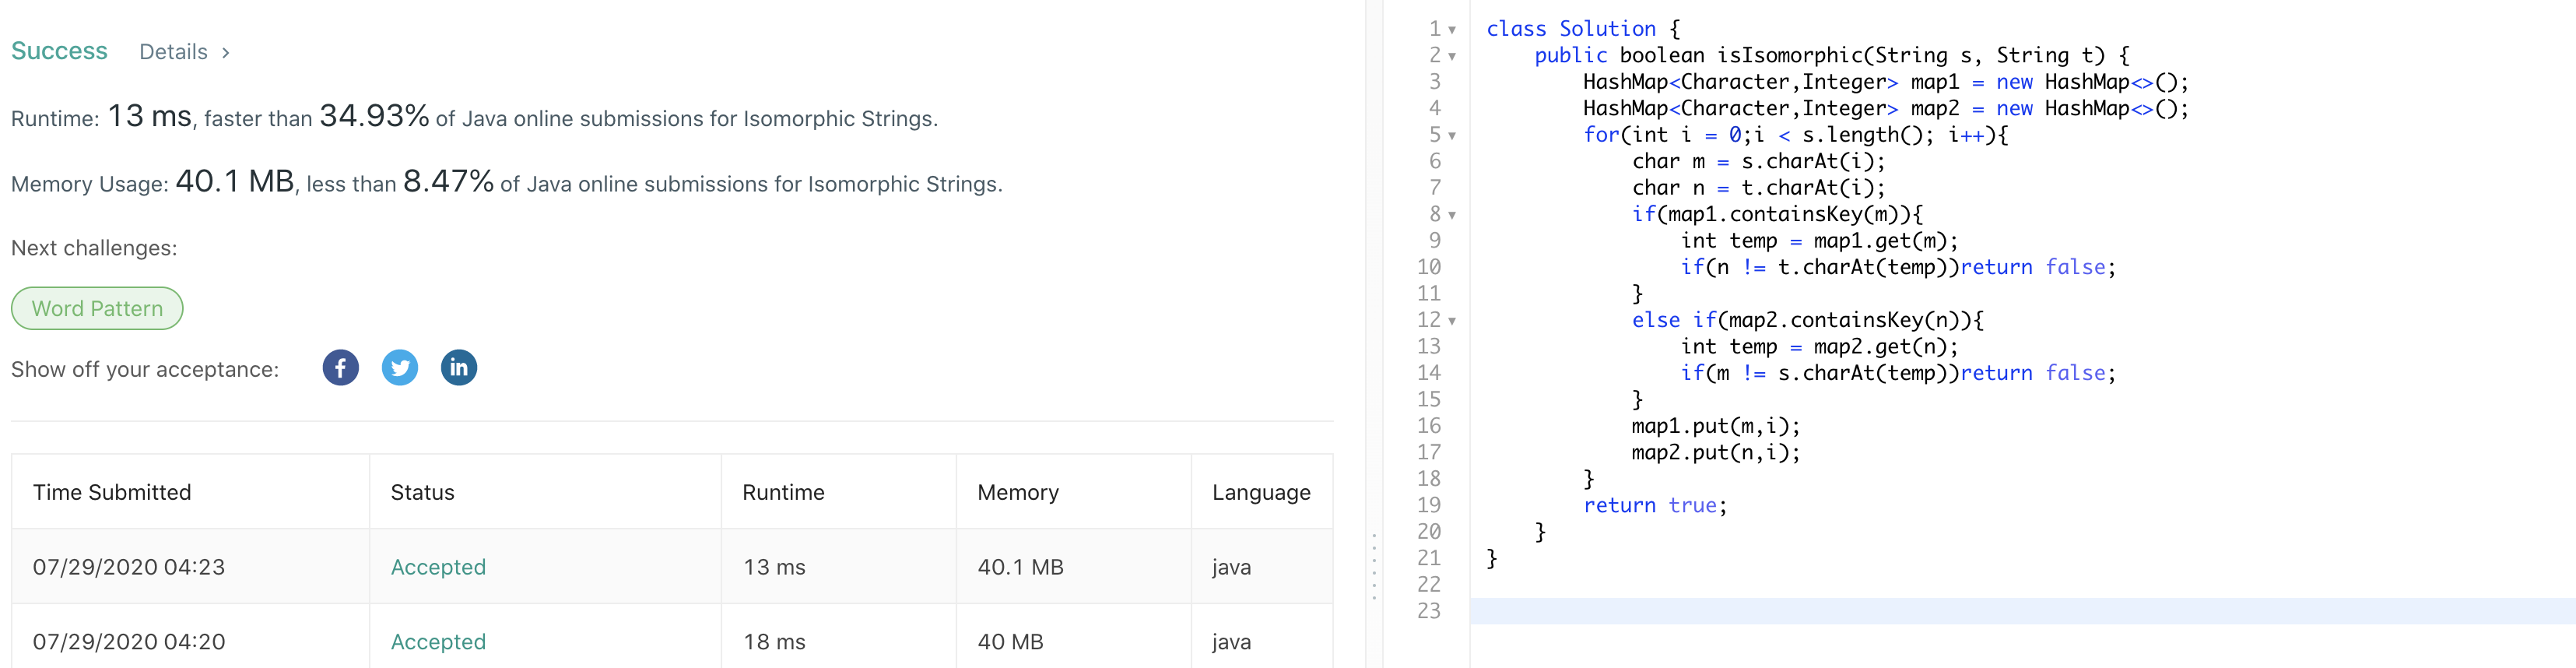 Success Details >
Runtime: 13 ms, faster than 34.93% of Java online submissions for Isomorphic Strings.
Memory Usage: 40.1 MB, less than 8.47% of Java online submissions for Isomorphic Strings.
Next challenges:
Word Pattern
Show off your acceptance: f in
Time Submitted Status Runtime Memory Language
07/29/2020 04:23 Accepted 13 ms 40.1 MB java
07/29/2020 04:20 Accepted 18 ms 40 MB java
1 class Solution {
2     public boolean isIsomorphic(String s, String t) {
3         HashMap<Character,Integer> map1 = new HashMap<>();
4         HashMap<Character,Integer> map2 = new HashMap<>();
5         for(int i = 0;i < s.length(); i++){
6             char m = s.charAt(i);
7             char n = t.charAt(i);
8             if(map1.containsKey(m)){
9                 int temp = map1.get(m);
10                 if(n != t.charAt(temp))return false;
11             }
12             else if(map2.containsKey(n)){
13                 int temp = map2.get(n);
14                 if(m != s.charAt(temp))return false;
15             }
16             map1.put(m,i);
17             map2.put(n,i);
18         }
19         return true;
20     }
21 }
22
23